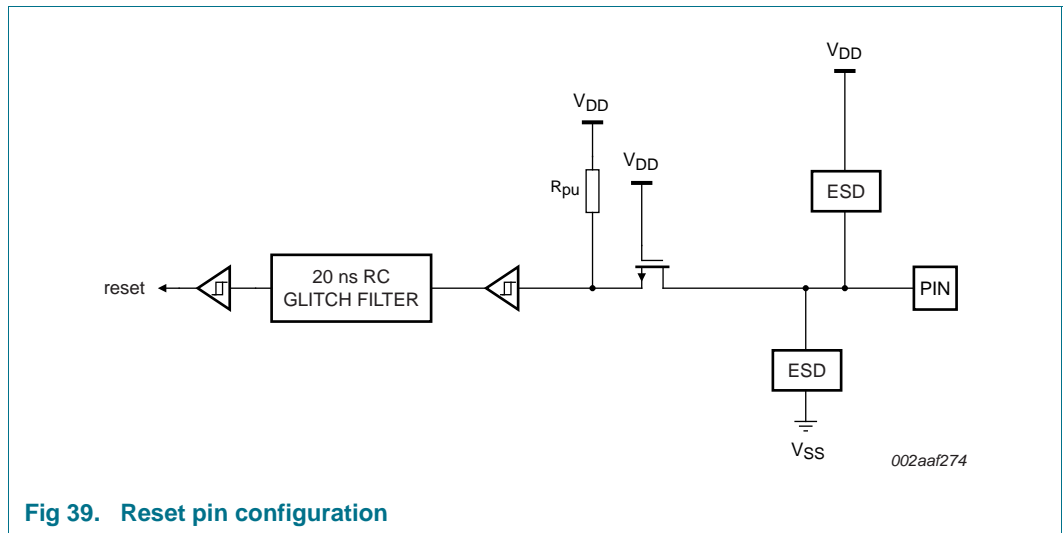 VDD
VDD
VDD
Rpu
ESD
reset
20 ns RC
GLITCH FILTER
PIN
ESD
VSS
002aaf274
Fig 39. Reset pin configuration